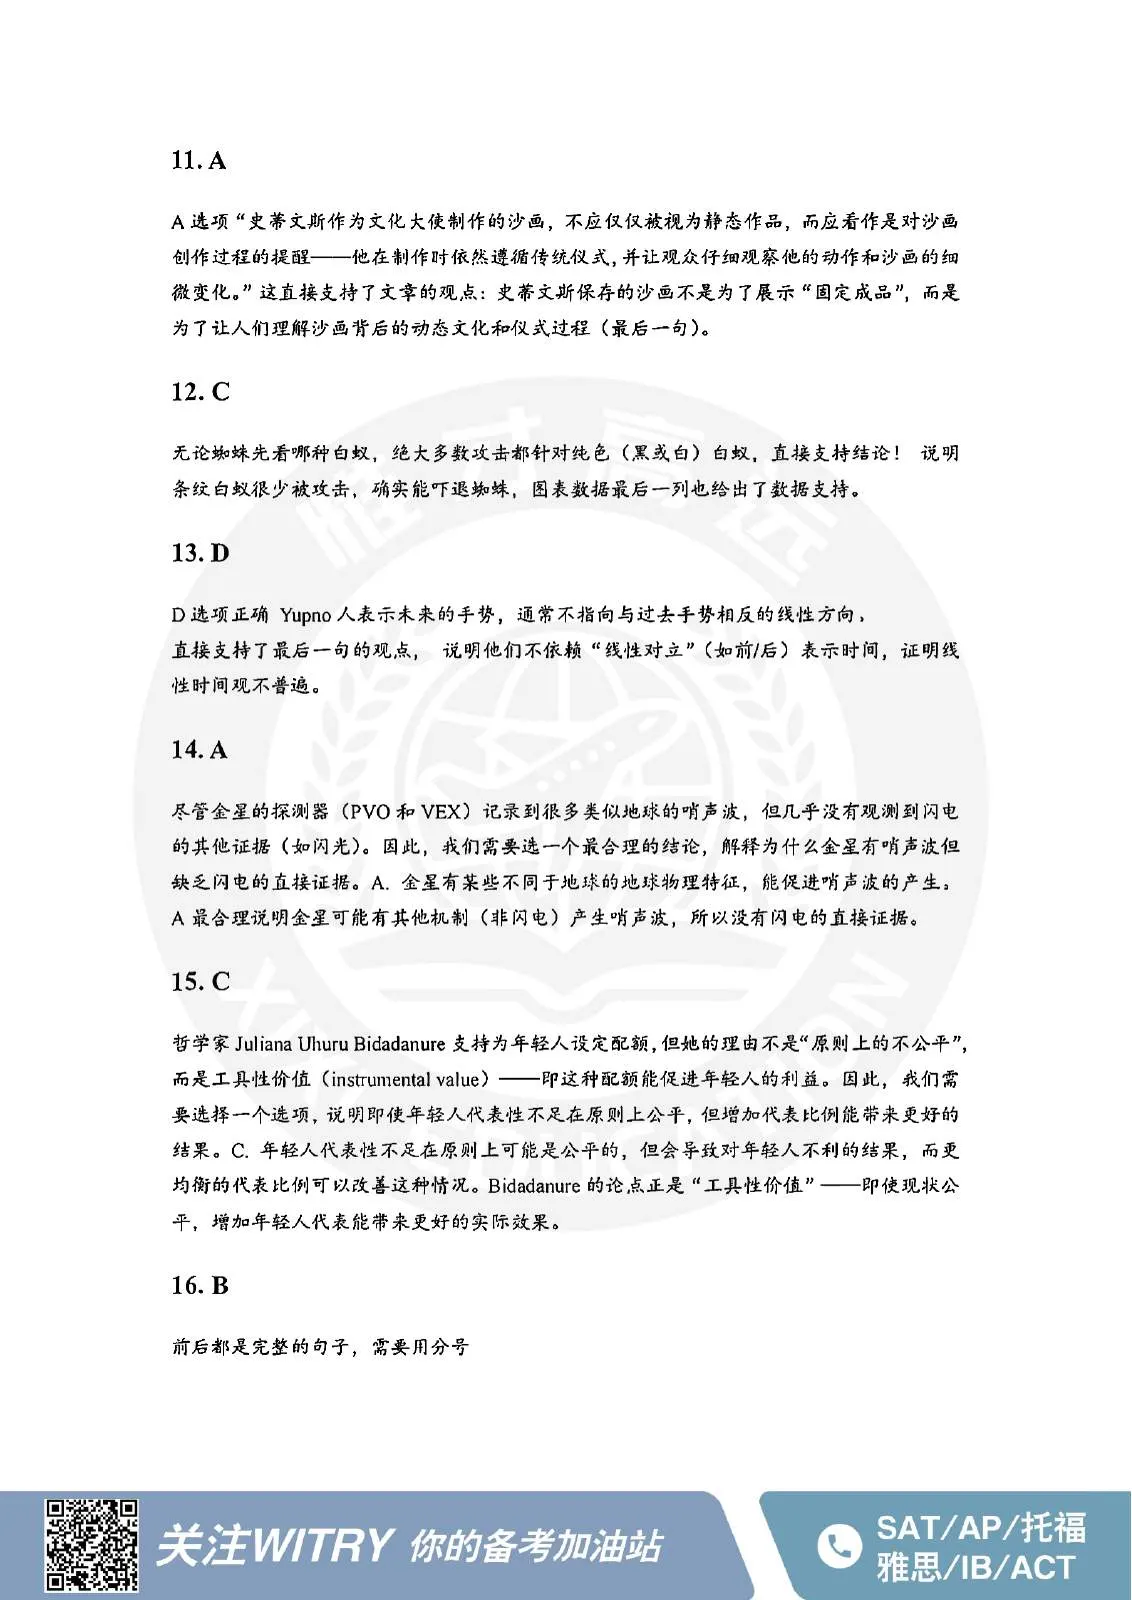 11. A
A 选项“史蒂文斯作为文化大使制作的沙画，不应仅仅被视为静态作品，而应看作是对沙画
创作过程的提醒——他在制作时依然遵循传统仪式，并让观众仔细观察他的动作和沙画的细
微变化。”这直接支持了文章的观点：史蒂文斯保存的沙画不是为了展示“固定成品”，而是
为了让人们理解沙画背后的动态文化和仪式过程（最后一句）。
12. C
无论蜘蛛先看哪种白蚁，绝大多数攻击都针对纯色（黑或白）白蚁，直接支持结论！ 说明
条纹白蚁很少被攻击，确实能吓退蜘蛛，图表数据最后一列也给出了数据支持。
13. D
D 选项正确 Yupno 人表示未来的手势，通常不指向与过去手势相反的线性方向，
直接支持了最后一句的观点， 说明他们不依赖“线性对立”（如前/后）表示时间，证明线
性时间观不普遍。
14. A
尽管金星的探测器（PVO 和 VEX）记录到很多类似地球的哨声波，但几乎没有观测到闪电
的其他证据（如闪光）。因此，我们需要选一个最合理的结论，解释为什么金星有哨声波但
缺乏闪电的直接证据。A. 金星有某些不同于地球的地球物理特征，能促进哨声波的产生。
A 最合理说明金星可能有其他机制（非闪电）产生哨声波，所以没有闪电的直接证据。
15. C
哲学家 Juliana Uhuru Bidadanure 支持为年轻人设定配额，但她的理由不是“原则上的不公平”，
而是工具性价值（instrumental value）——即这种配额能促进年轻人的利益。因此，我们需
要选择一个选项，说明即使年轻人代表性不足在原则上公平，但增加代表比例能带来更好的
结果。C. 年轻人代表性不足在原则上可能是公平的，但会导致对年轻人不利的结果，而更
均衡的代表比例可以改善这种情况。Bidadanure 的论点正是“工具性价值”——即使现状公
平，增加年轻人代表能带来更好的实际效果。
16. B
前后都是完整的句子，需要用分号
关注WITRY 你的备考加油站
SAT/AP/托福
雅思/IB/ACT